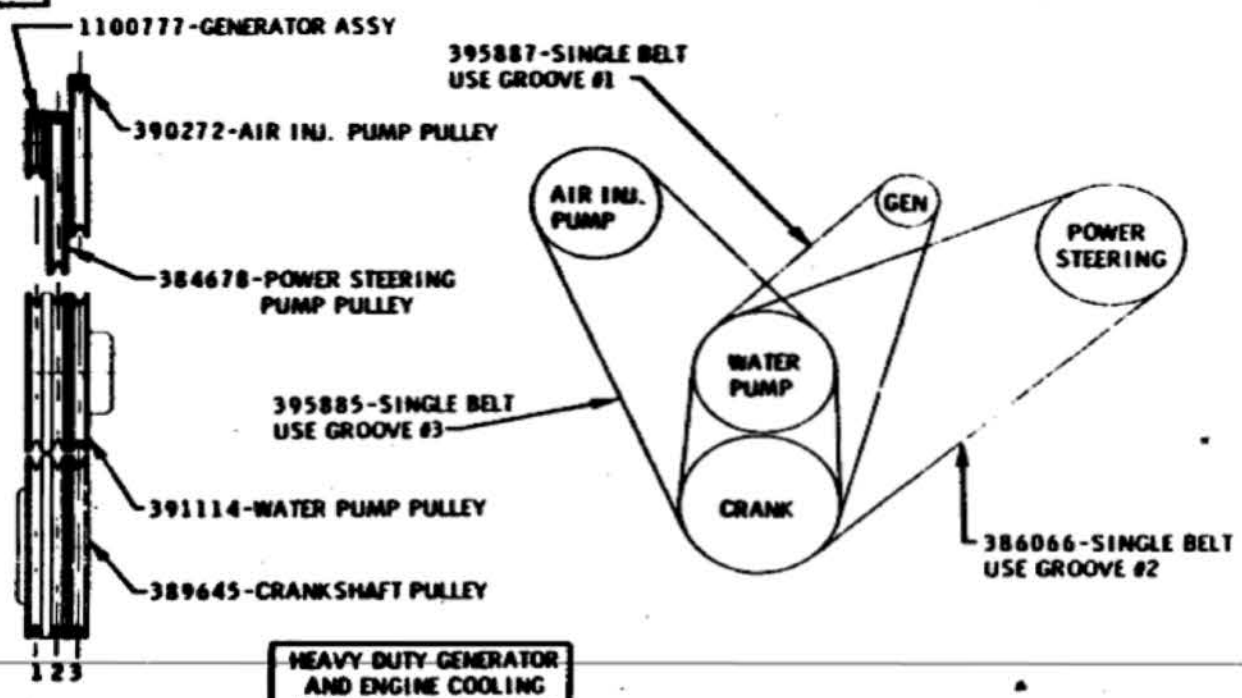 1100777-GENERATOR ASSY
390272-AIR INJ. PUMP PULLEY
384678-POWER STEERING
PUMP PULLEY
391114-WATER PUMP PULLEY
389645-CRANKSHAFT PULLEY
1 2 3
395887-SINGLE BELT
USE GROOVE #1
AIR INJ.
PUMP
GEN
POWER
STEERING
WATER
PUMP
395885-SINGLE BELT
USE GROOVE #3
CRANK
386066-SINGLE BELT
USE GROOVE #2
HEAVY DUTY GENERATOR
AND ENGINE COOLING